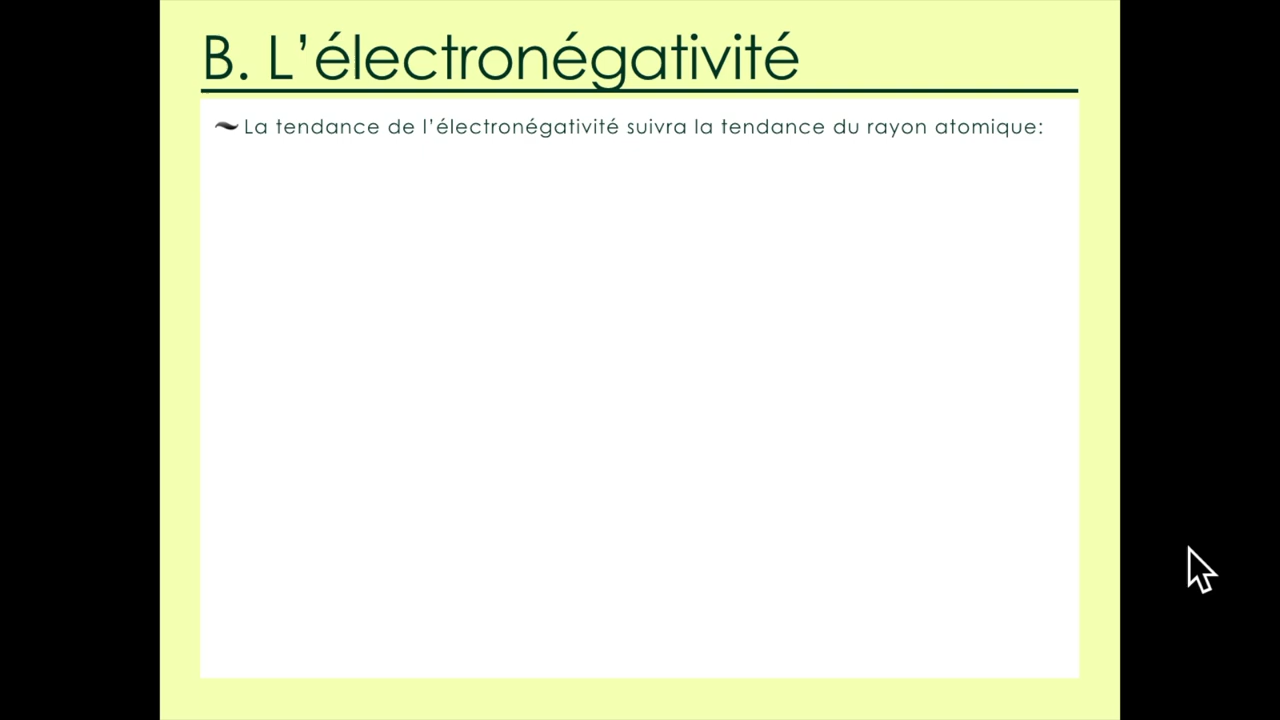 B. L’électronégativité
La tendance de l’électronégativité suivra la tendance du rayon atomique: